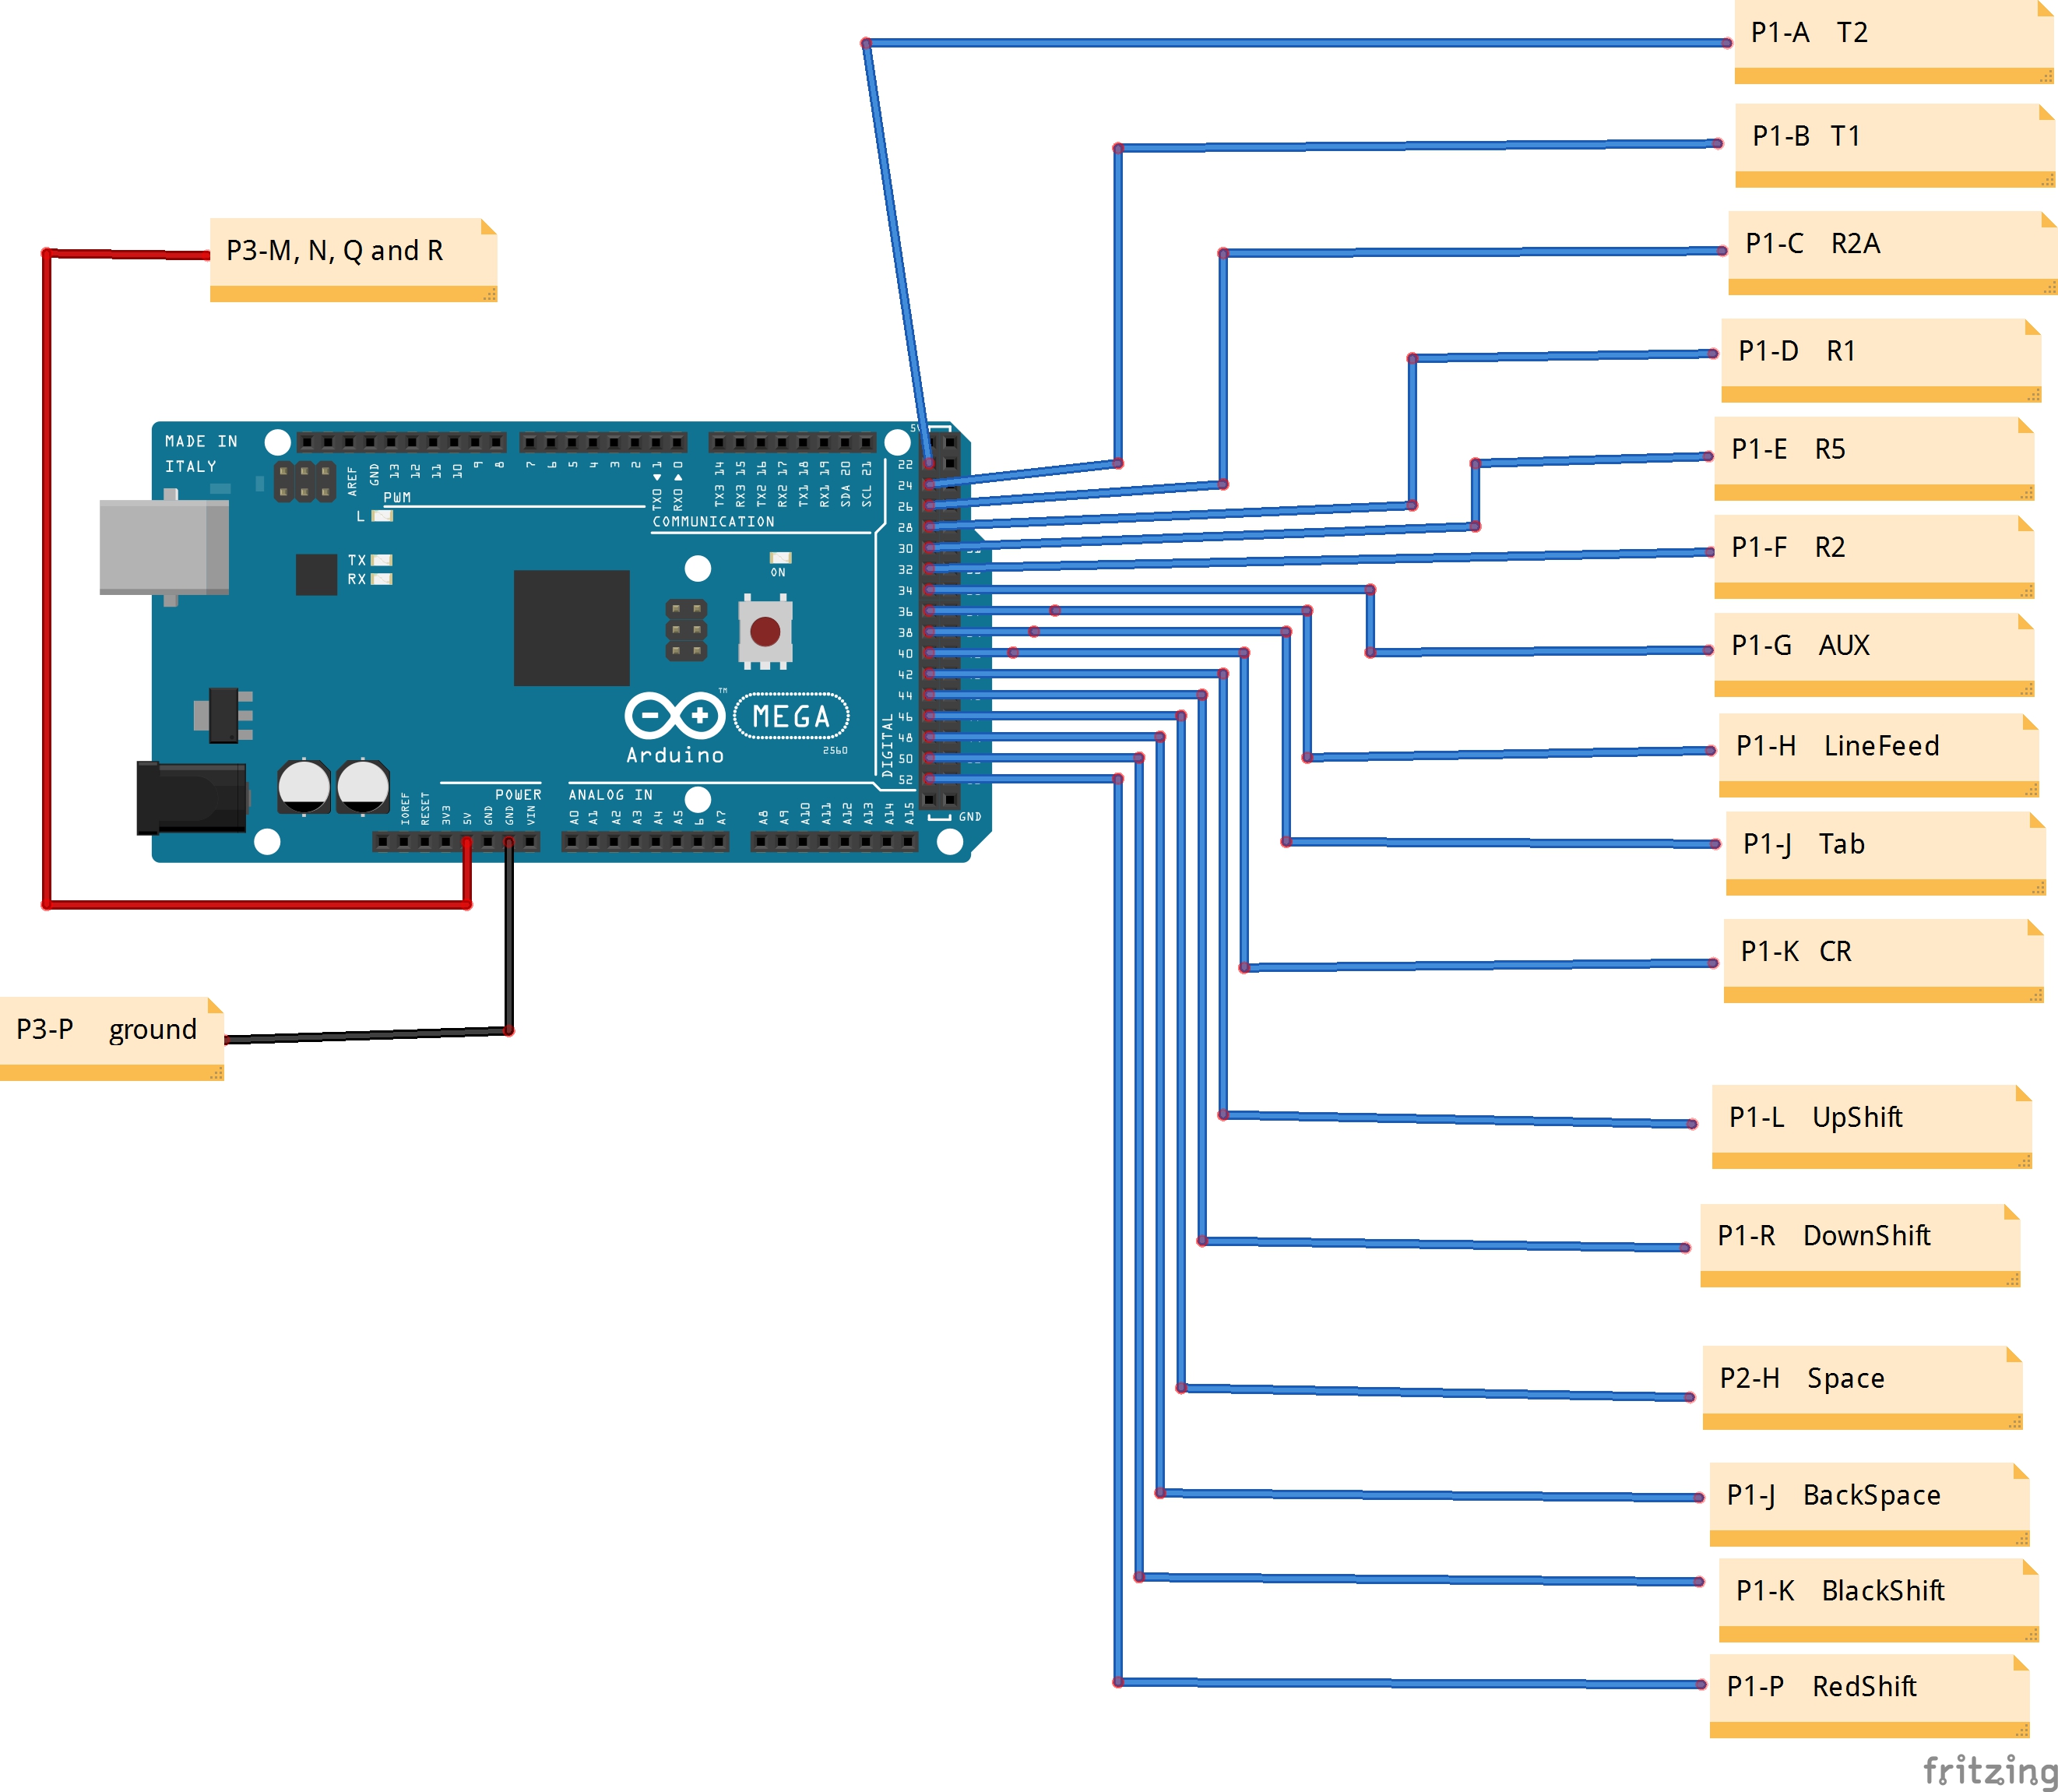 P1-A T2
P1-B T1
P1-C R2A
P3-M, N, Q and R
P1-D R1
P1-E R5
P1-F R2
P1-G AUX
P1-H LineFeed
P1-J Tab
P1-K CR
P3-P ground
P1-L UpShift
P1-R DownShift
P2-H Space
P1-J BackSpace
P1-K BlackShift
P1-P RedShift
MADE IN
ITALY
AREF
GND
13
12
11
10
9
8
7
6
5
4
3
2
TX0 ◀ 1
RX0 ▶ 0
TX3 14
RX3 15
TX2 16
RX2 17
TX1 18
RX1 19
SDA 20
SCL 21
5V
PWM
COMMUNICATION
L
TX
RX
ON
22
24
26
28
30
32
34
36
38
40
42
44
46
48
50
52
DIGITAL
Arduino
TM
MEGA
2560
POWER
ANALOG IN
IOREF
RESET
3V3
5V
GND
GND
VIN
A0
A1
A2
A3
A4
A5
6
A7
A8
A9
A10
A11
A12
A13
A14
A15
GND
fritzing